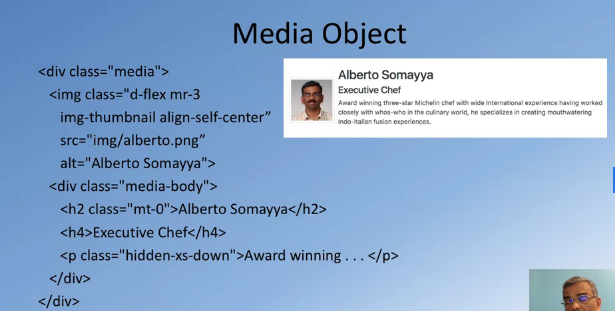 Media Object
<div class="media">
<img class="d-flex mr-3
img-thumbnail align-self-center”
src="img/alberto.png”
alt="Alberto Somayya">
<div class="media-body">
<h2 class="mt-0">Alberto Somayya</h2>
<h4>Executive Chef</h4>
<p class="hidden-xs-down">Award winning . . . </p>
</div>
</div>
Alberto Somayya
Executive Chef
Award winning three-star Michelin chef with wide International experience having worked
closely with whos-who in the culinary world, he specializes in creating mouthwatering
Indo-Italian fusion experiences.